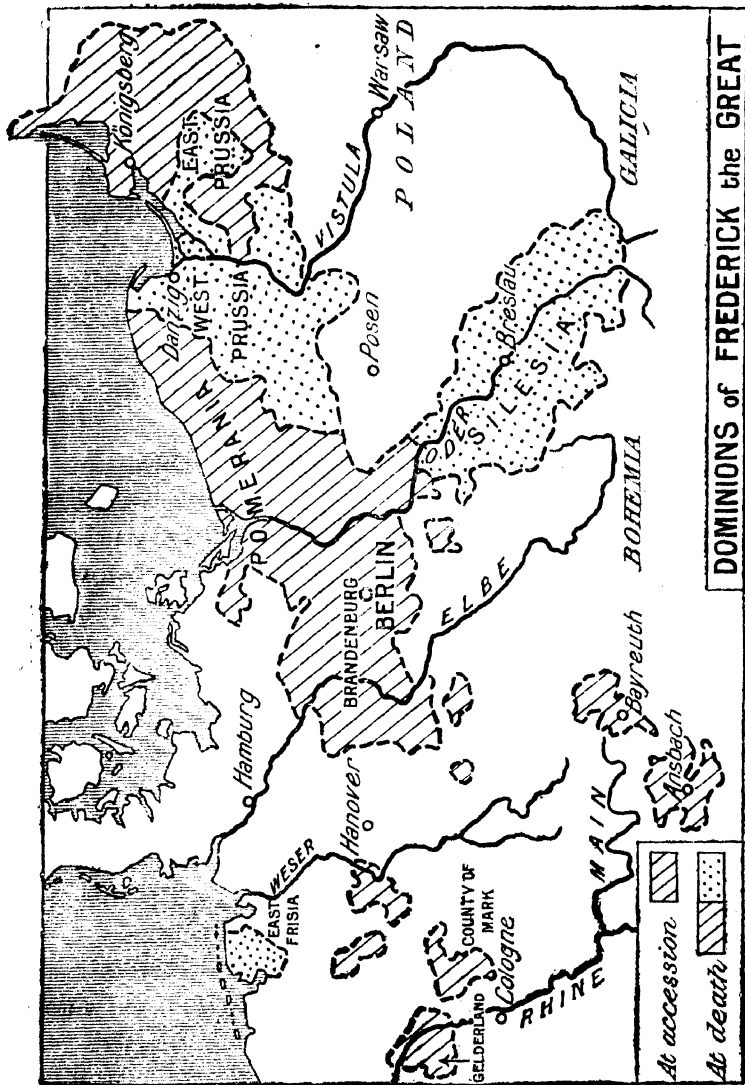 DOMINIONS of FREDERICK the GREAT
At accession
At death
Königsberg
EAST
PRUSSIA
Danzig
WEST
PRUSSIA
POMERANIA
VISTULA
Warsaw
POLAND
Posen
GALICIA
Breslau
SILESIA
ODER
BRANDENBURG
BERLIN
ELBE
BOHEMIA
Hamburg
Hanover
WESER
EAST
FRISIA
COUNTY OF
MARK
GELDERLAND
Cologne
RHINE
MAIN
Bayreuth
Ansbach